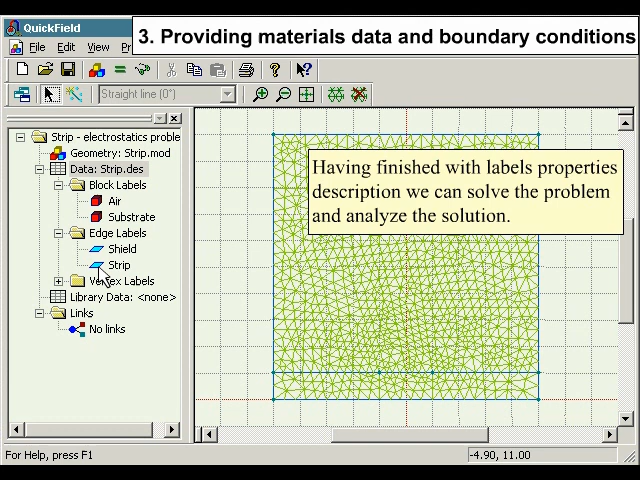 QuickField
3. Providing materials data and boundary conditions
File Edit View
Straight line (0°)
Strip - electrostatics proble
Geometry: Strip.mod
Data: Strip.des
Block Labels
Air
Substrate
Edge Labels
Shield
Strip
Vertex Labels
Library Data: <none>
Links
No links
Having finished with labels properties
description we can solve the problem
and analyze the solution.
For Help, press F1
-4.90, 11.00